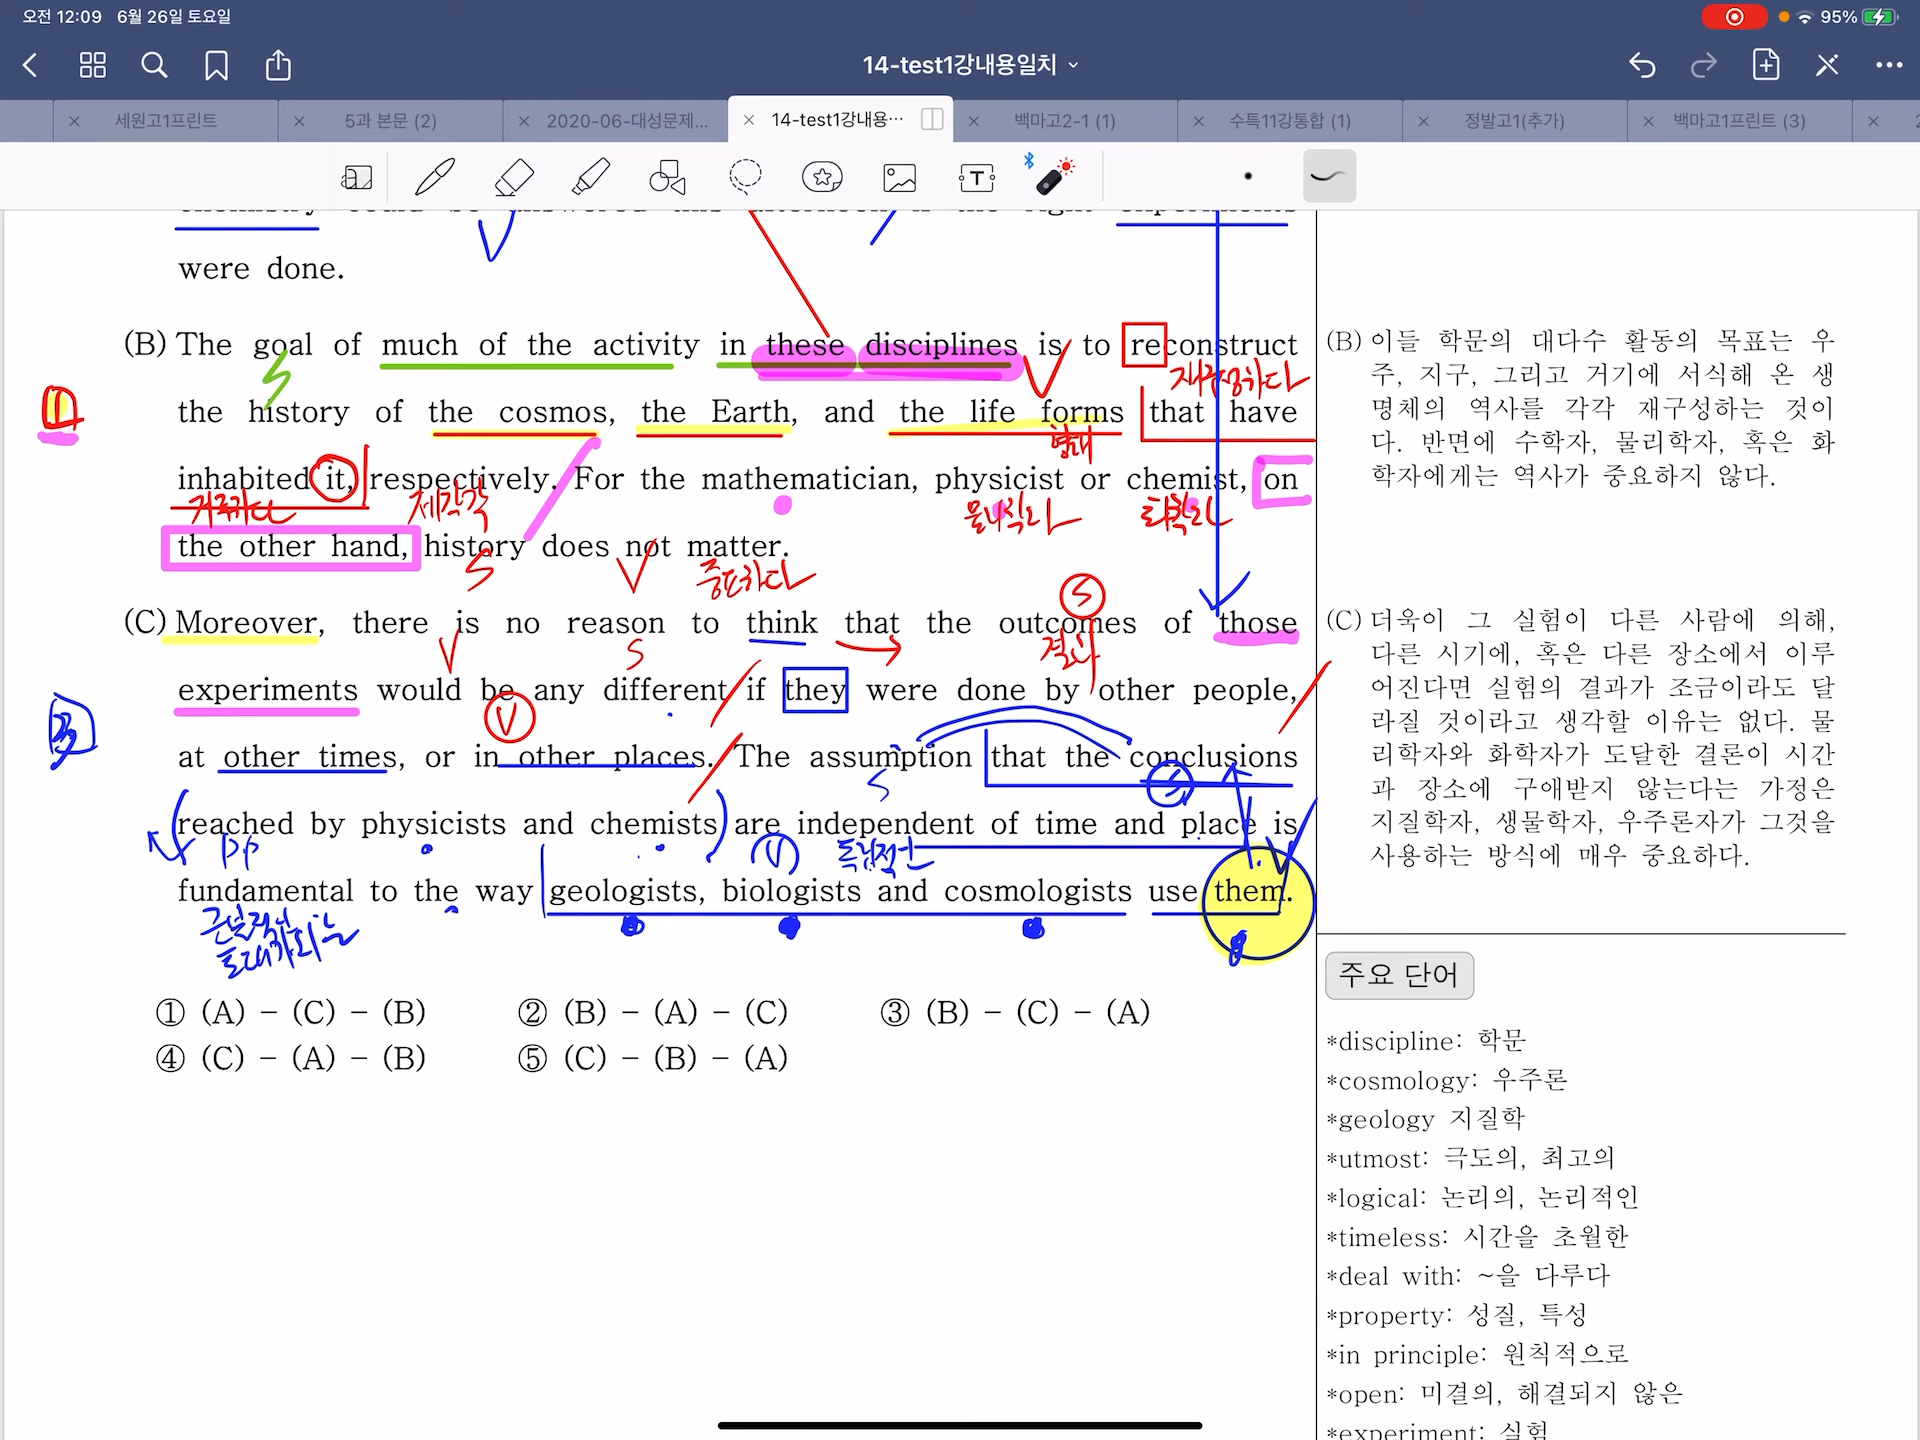 오전 12:09 6월 26일 토요일
95%
14-test1강내용일치
세원고1프린트
5과 본문 (2)
2020-06-대성문제...
14-test1강내용...
백마고2-1 (1)
수특11강통합 (1)
정발고1(추가)
백마고1프린트 (3)
chemistry could be answered this afternoon if the right experiments
were done.
(B) The goal of much of the activity in these disciplines is to reconstruct
재구성하다
the history of the cosmos, the Earth, and the life forms that have
형태
inhabited it, respectively. For the mathematician, physicist or chemist, on
거주하다 제각각 물리학자 화학자
the other hand, history does not matter.
S V 중요하다
(C) Moreover, there is no reason to think that the outcomes of those
V S 결과 S
experiments would be any different if they were done by other people,
V
at other times, or in other places. The assumption that the conclusions
S S
reached by physicists and chemists are independent of time and place is
pp V 독립적인
fundamental to the way geologists, biologists and cosmologists use them.
① (A) - (C) - (B) ② (B) - (A) - (C) ③ (B) - (C) - (A)
④ (C) - (A) - (B) ⑤ (C) - (B) - (A)
(B) 이들 학문의 대다수 활동의 목표는 우
주, 지구, 그리고 거기에 서식해 온 생
명체의 역사를 각각 재구성하는 것이
다. 반면에 수학자, 물리학자, 혹은 화
학자에게는 역사가 중요하지 않다.
(C) 더욱이 그 실험이 다른 사람에 의해,
다른 시기에, 혹은 다른 장소에서 이루
어진다면 실험의 결과가 조금이라도 달
라질 것이라고 생각할 이유는 없다. 물
리학자와 화학자가 도달한 결론이 시간
과 장소에 구애받지 않는다는 가정은
지질학자, 생물학자, 우주론자가 그것을
사용하는 방식에 매우 중요하다.
주요 단어
*discipline: 학문
*cosmology: 우주론
*geology 지질학
*utmost: 극도의, 최고의
*logical: 논리의, 논리적인
*timeless: 시간을 초월한
*deal with: ~을 다루다
*property: 성질, 특성
*in principle: 원칙적으로
*open: 미결의, 해결되지 않은
*experiment: 실험